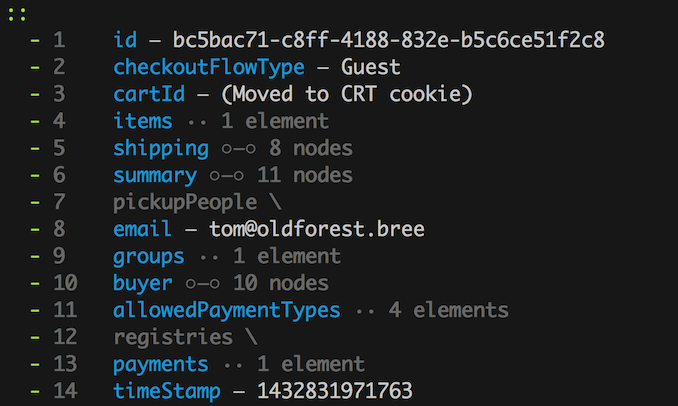 ::
- 1 id – bc5bac71-c8ff-4188-832e-b5c6ce51f2c8
- 2 checkoutFlowType – Guest
- 3 cartId – (Moved to CRT cookie)
- 4 items ·· 1 element
- 5 shipping ○–○ 8 nodes
- 6 summary ○–○ 11 nodes
- 7 pickupPeople \
- 8 email – tom@oldforest.bree
- 9 groups ·· 1 element
- 10 buyer ○–○ 10 nodes
- 11 allowedPaymentTypes ·· 4 elements
- 12 registries \
- 13 payments ·· 1 element
- 14 timeStamp – 1432831971763